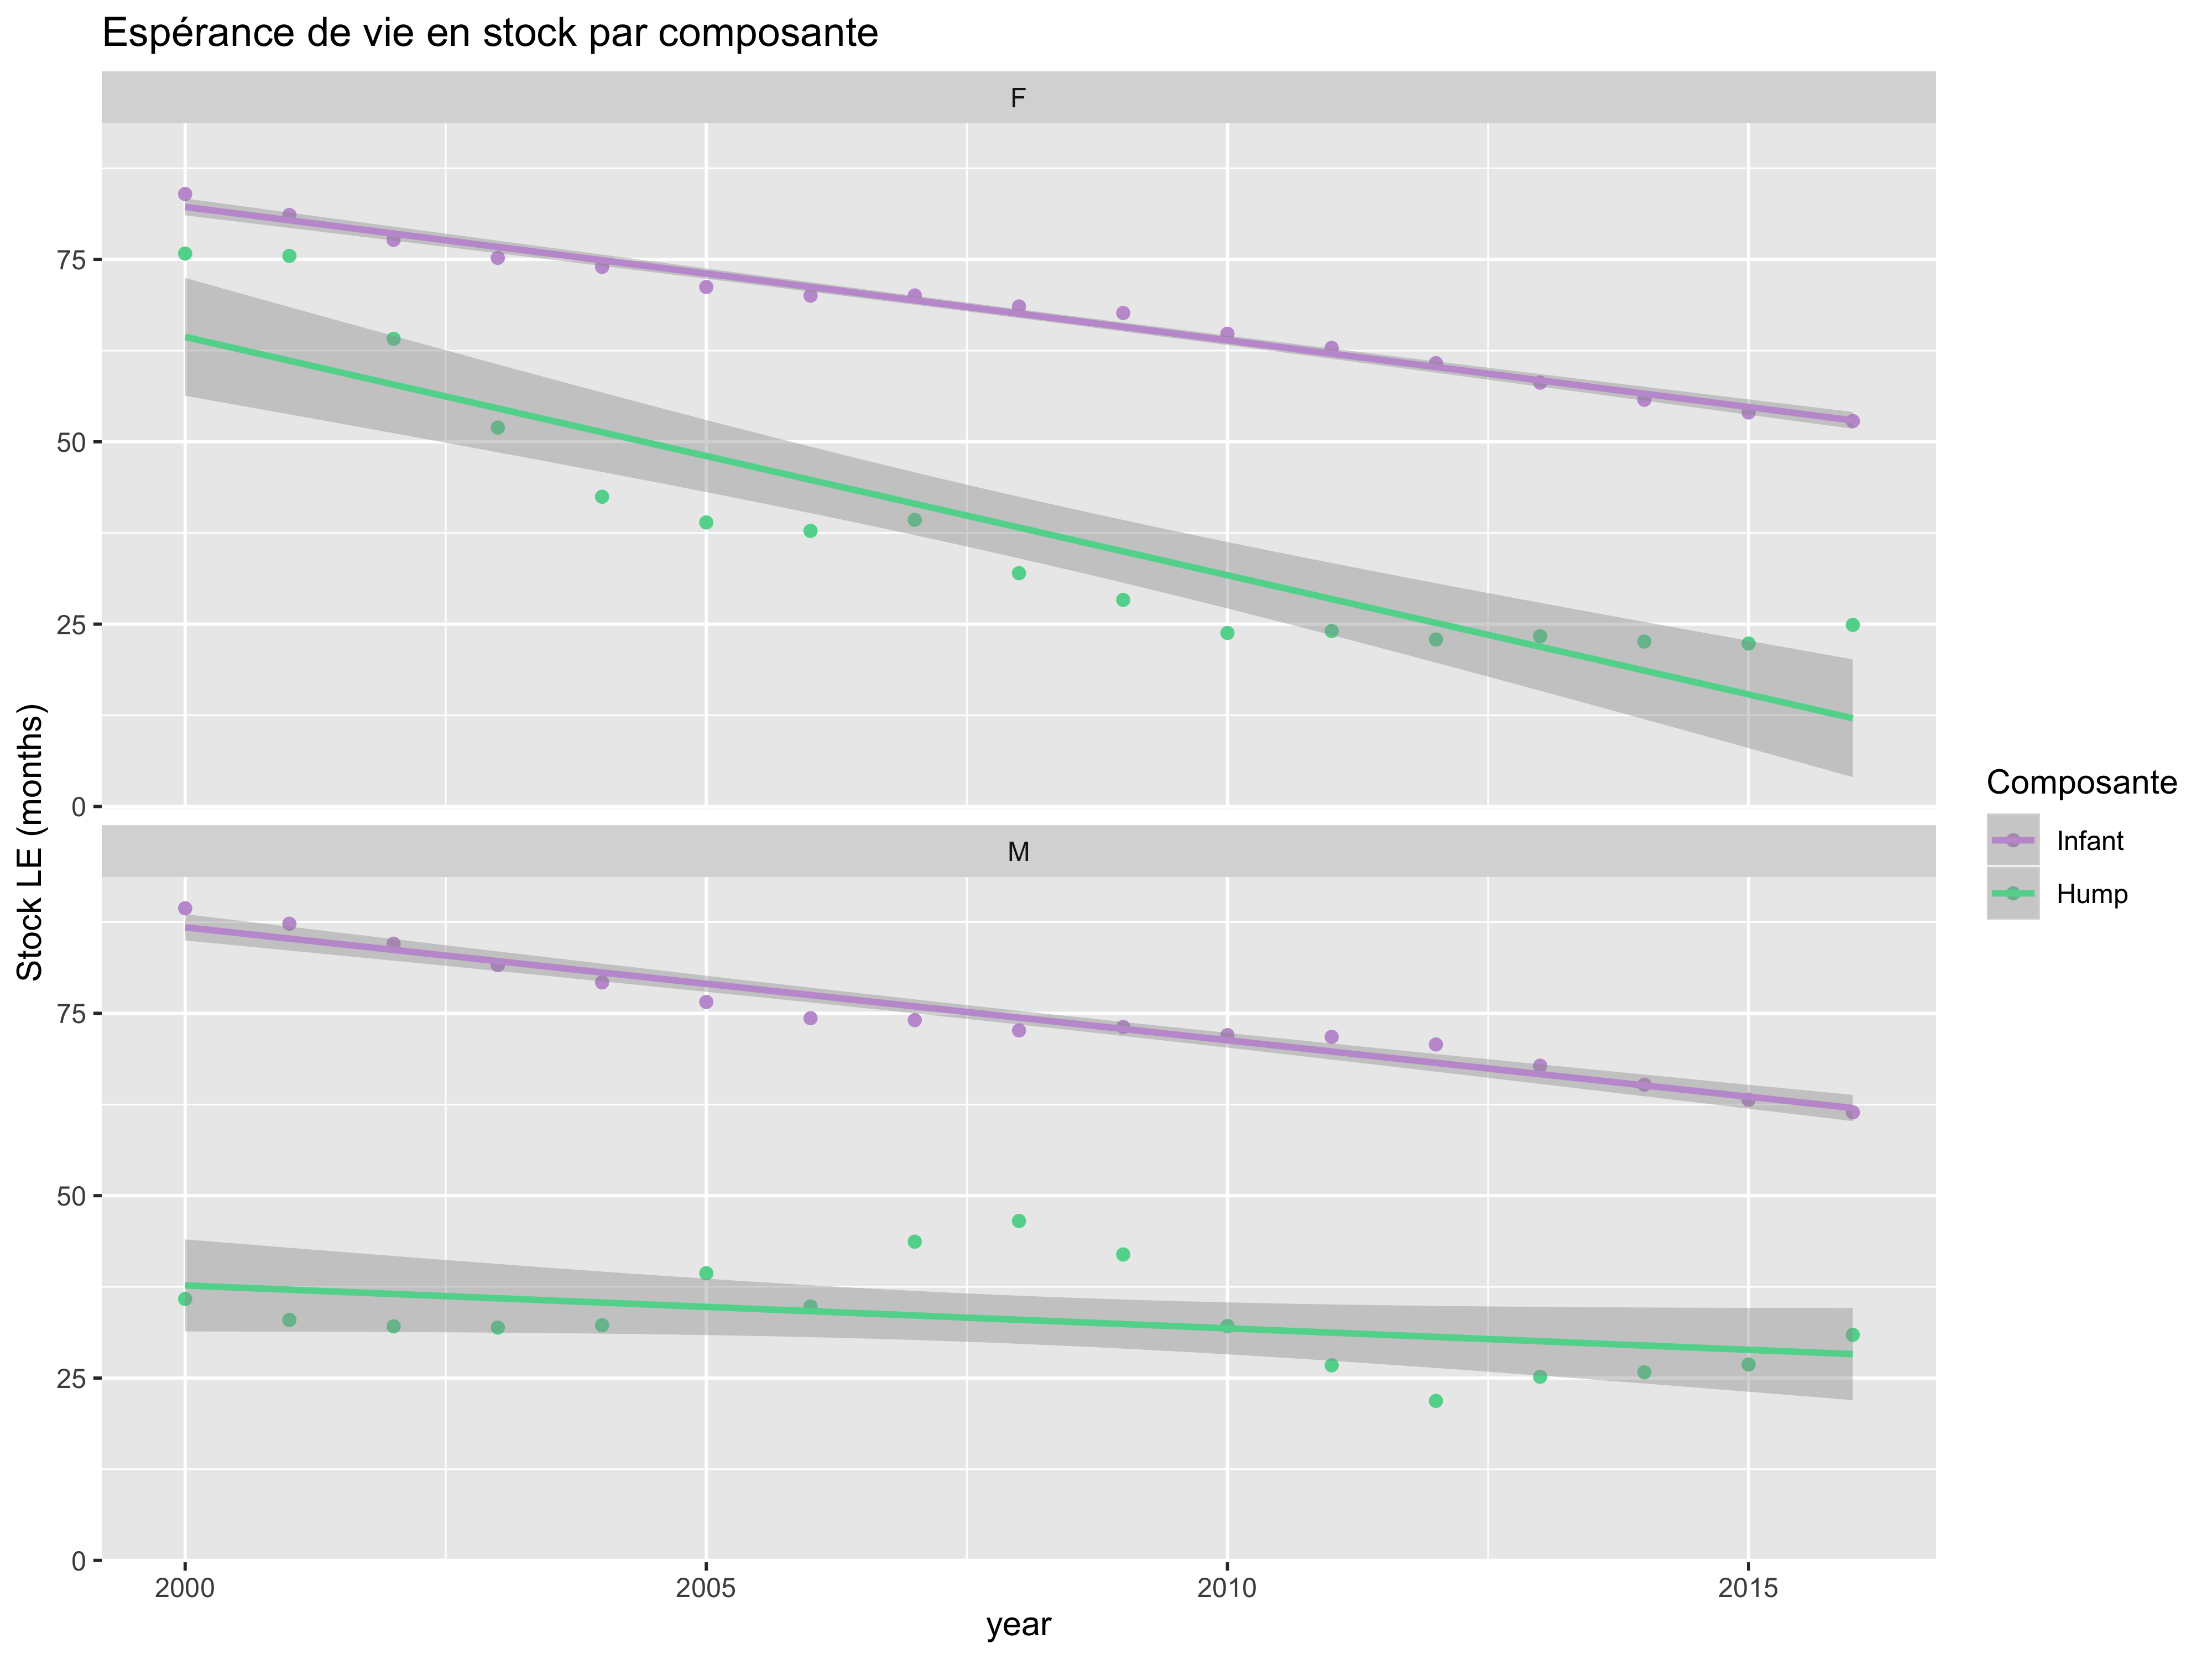 Espérance de vie en stock par composante
F
75
50
25
0
M
75
50
25
0
Stock LE (months)
2000 2005 2010 2015
year
Composante
Infant
Hump